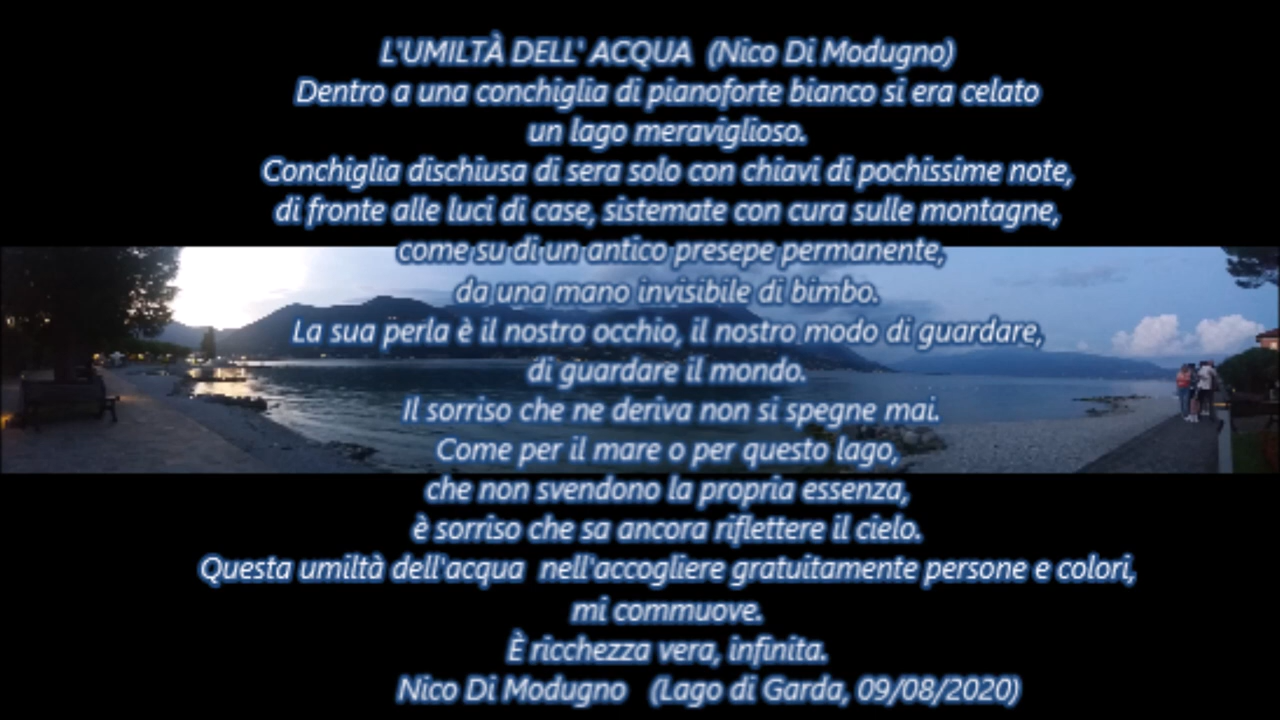 L'UMILTÀ DELL' ACQUA (Nico Di Modugno)
Dentro a una conchiglia di pianoforte bianco si era celato
un lago meraviglioso.
Conchiglia dischiusa di sera solo con chiavi di pochissime note,
di fronte alle luci di case, sistemate con cura sulle montagne,
come su di un antico presepe permanente,
da una mano invisibile di bimbo.
La sua perla è il nostro occhio, il nostro modo di guardare,
di guardare il mondo.
Il sorriso che ne deriva non si spegne mai.
Come per il mare o per questo lago,
che non svendono la propria essenza,
è sorriso che sa ancora riflettere il cielo.
Questa umiltà dell'acqua nell'accogliere gratuitamente persone e colori,
mi commuove.
È ricchezza vera, infinita.
Nico Di Modugno (Lago di Garda, 09/08/2020)